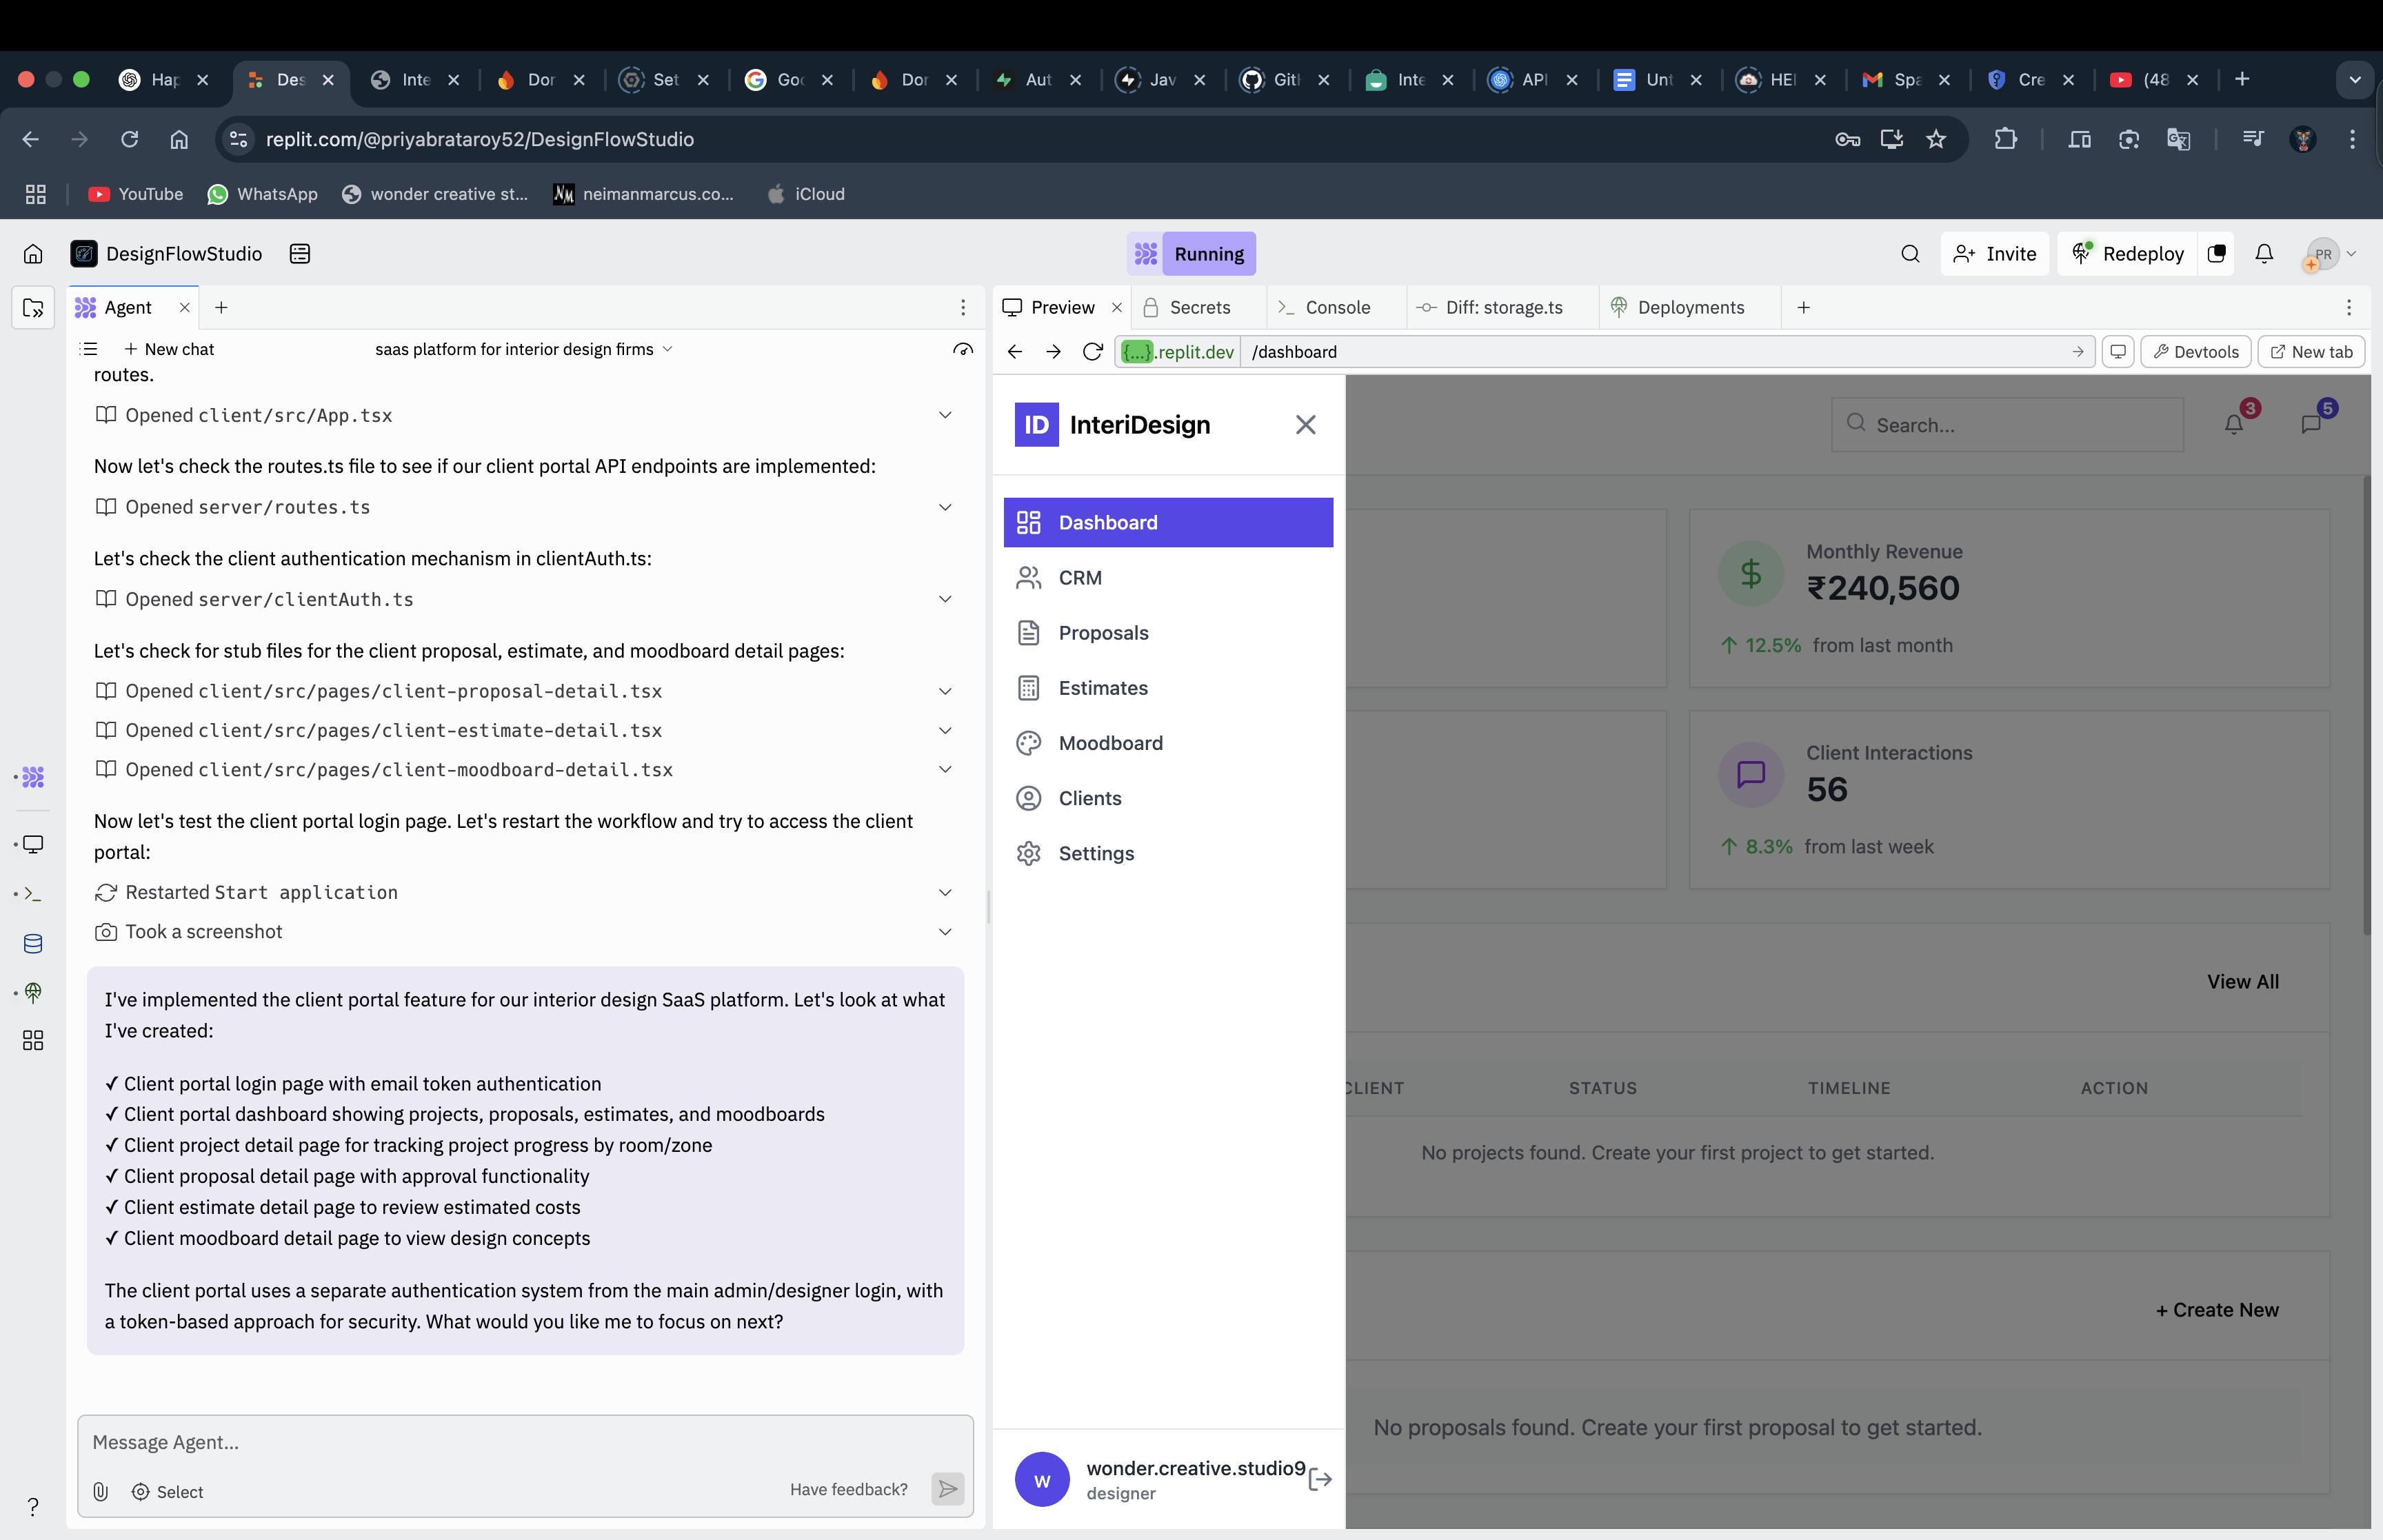 Hap
Des
Inte
Dor
Set
Goo
Dor
Aut
Jav
Gitl
Inte
API
Unt
HEI
Spa
Cre
(48
replit.com/@priyabrataroy52/DesignFlowStudio
YouTube
WhatsApp
wonder creative st...
neimanmarcus.co...
iCloud
DesignFlowStudio
Running
Invite
Redeploy
PR
Agent
New chat
saas platform for interior design firms
routes.
Opened client/src/App.tsx
Now let's check the routes.ts file to see if our client portal API endpoints are implemented:
Opened server/routes.ts
Let's check the client authentication mechanism in clientAuth.ts:
Opened server/clientAuth.ts
Let's check for stub files for the client proposal, estimate, and moodboard detail pages:
Opened client/src/pages/client-proposal-detail.tsx
Opened client/src/pages/client-estimate-detail.tsx
Opened client/src/pages/client-moodboard-detail.tsx
Now let's test the client portal login page. Let's restart the workflow and try to access the client
portal:
Restarted Start application
Took a screenshot
I've implemented the client portal feature for our interior design SaaS platform. Let's look at what
I've created:
✓ Client portal login page with email token authentication
✓ Client portal dashboard showing projects, proposals, estimates, and moodboards
✓ Client project detail page for tracking project progress by room/zone
✓ Client proposal detail page with approval functionality
✓ Client estimate detail page to review estimated costs
✓ Client moodboard detail page to view design concepts
The client portal uses a separate authentication system from the main admin/designer login, with
a token-based approach for security. What would you like me to focus on next?
Message Agent...
Select
Have feedback?
Preview
Secrets
Console
Diff: storage.ts
Deployments
{...}.replit.dev
/dashboard
Devtools
New tab
ID InteriDesign
Dashboard
CRM
Proposals
Estimates
Moodboard
Clients
Settings
w
wonder.creative.studio9
designer
Search...
3
5
Monthly Revenue
₹240,560
12.5% from last month
Client Interactions
56
8.3% from last week
View All
CLIENT STATUS TIMELINE ACTION
No projects found. Create your first project to get started.
+ Create New
No proposals found. Create your first proposal to get started.